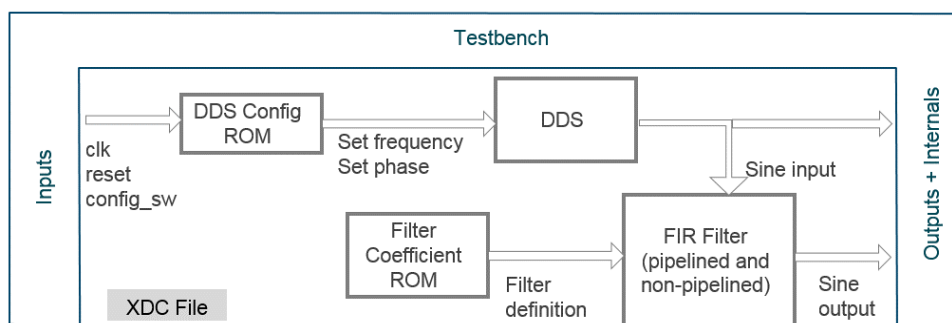 Testbench
Inputs
clk
reset
config_sw
DDS Config
ROM
Set frequency
Set phase
DDS
Sine input
Filter
Coefficient
ROM
Filter
definition
FIR Filter
(pipelined and
non-pipelined)
Sine
output
XDC File
Outputs + Internals